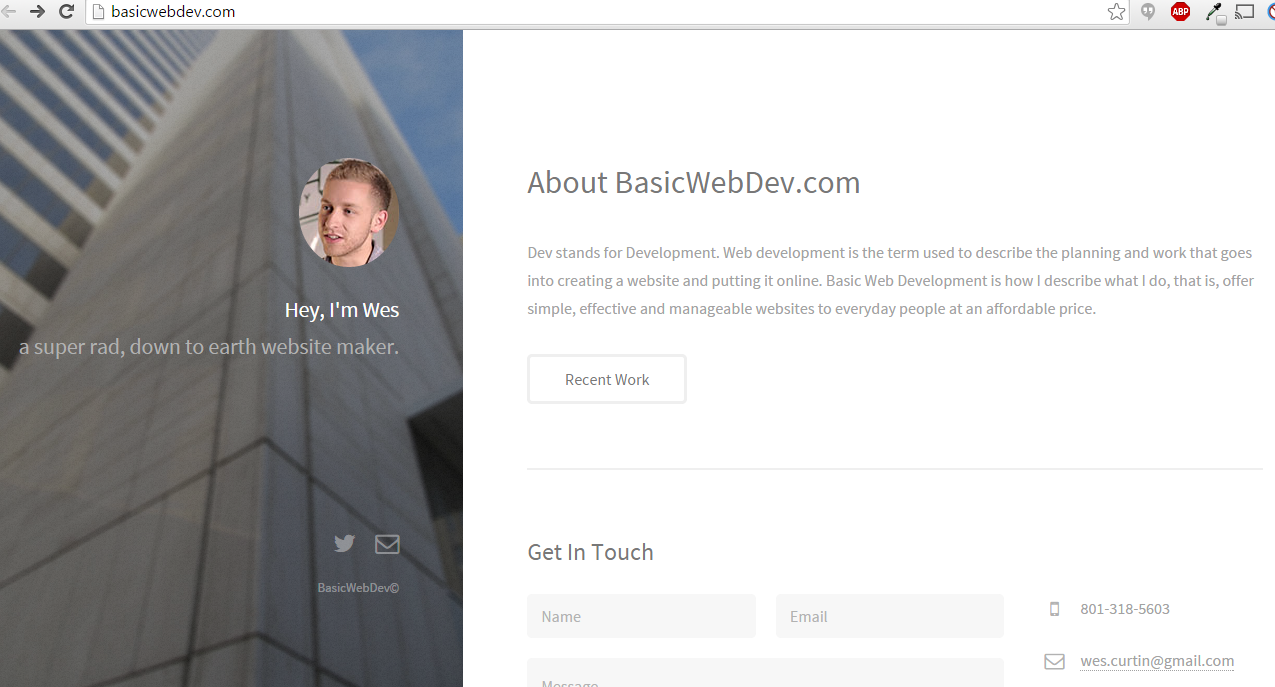 basicwebdev.com
ABP
Hey, I'm Wes
a super rad, down to earth website maker.
BasicWebDev©
About BasicWebDev.com
Dev stands for Development. Web development is the term used to describe the planning and work that goes
into creating a website and putting it online. Basic Web Development is how I describe what I do, that is, offer
simple, effective and manageable websites to everyday people at an affordable price.
Recent Work
Get In Touch
Name
Email
801-318-5603
wes.curtin@gmail.com
Message